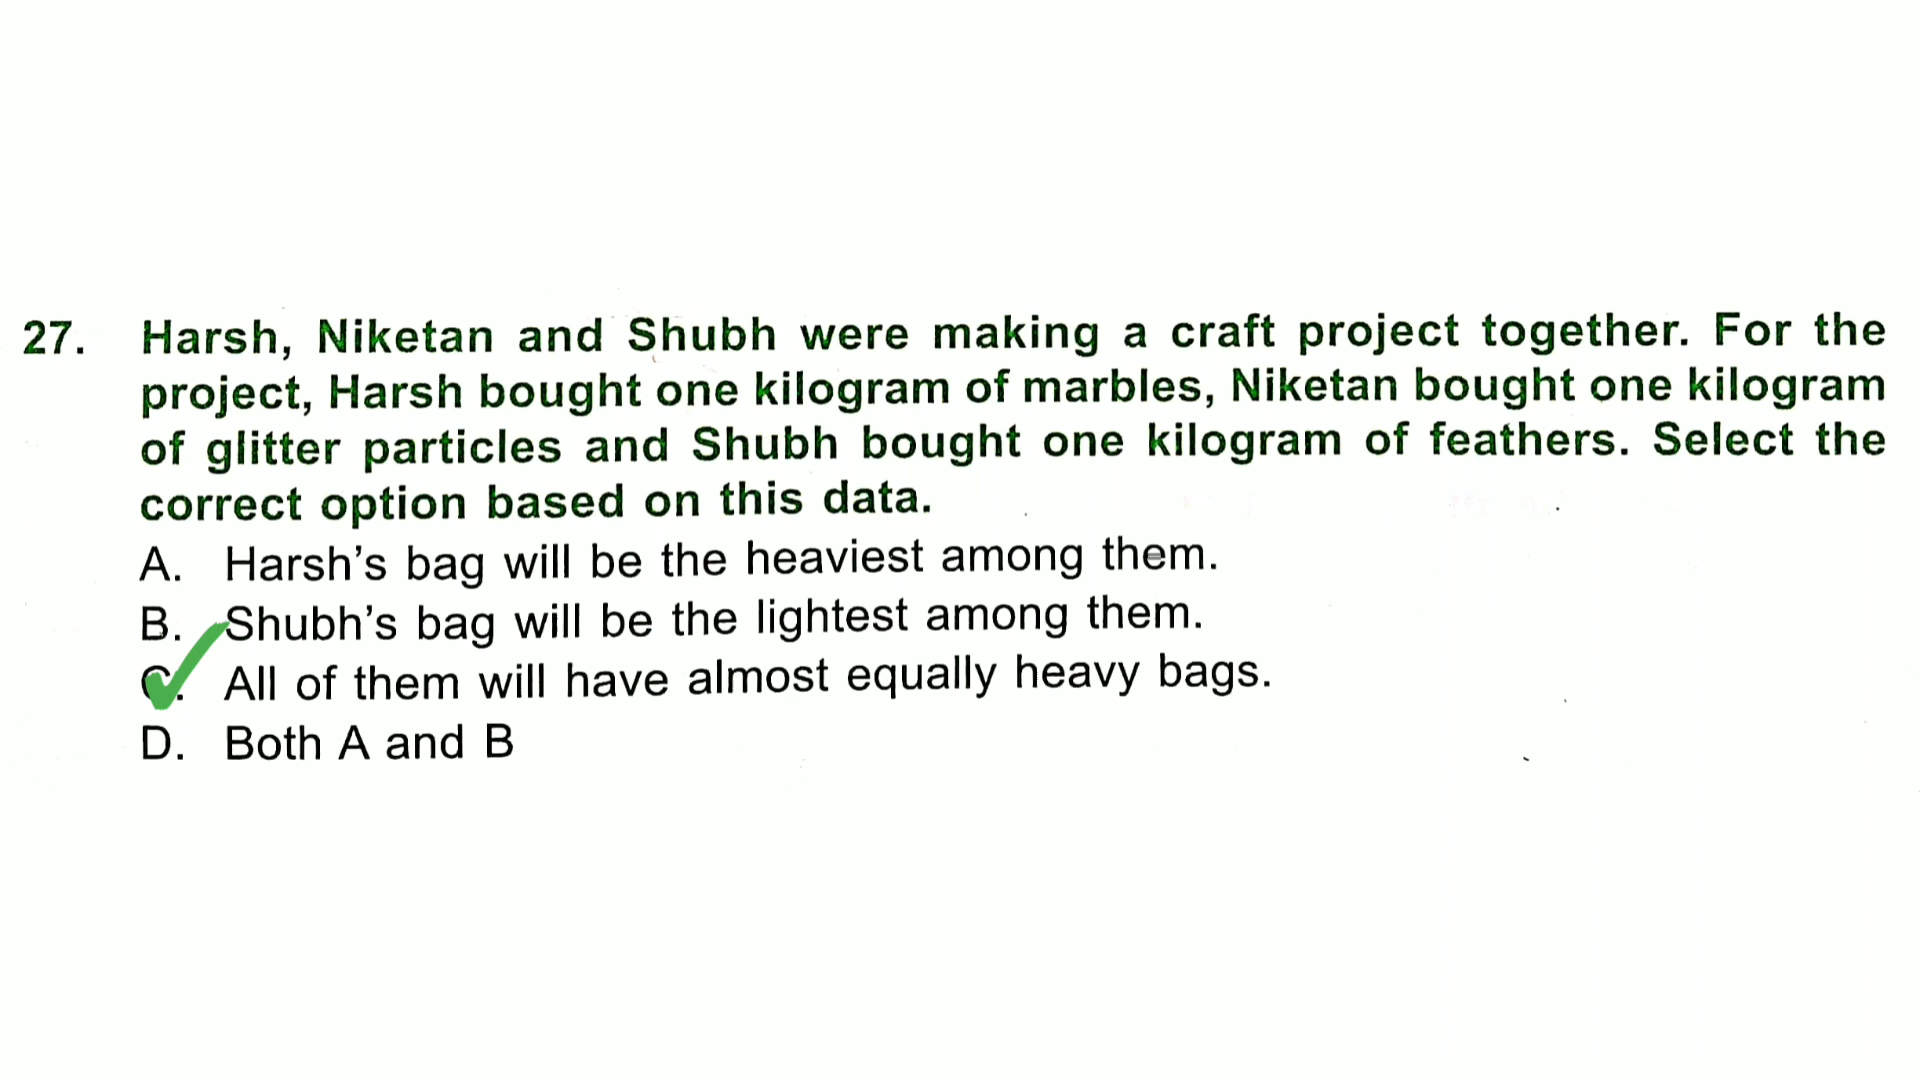 27. Harsh, Niketan and Shubh were making a craft project together. For the
project, Harsh bought one kilogram of marbles, Niketan bought one kilogram
of glitter particles and Shubh bought one kilogram of feathers. Select the
correct option based on this data.
A. Harsh's bag will be the heaviest among them.
B. Shubh's bag will be the lightest among them.
C. All of them will have almost equally heavy bags.
D. Both A and B